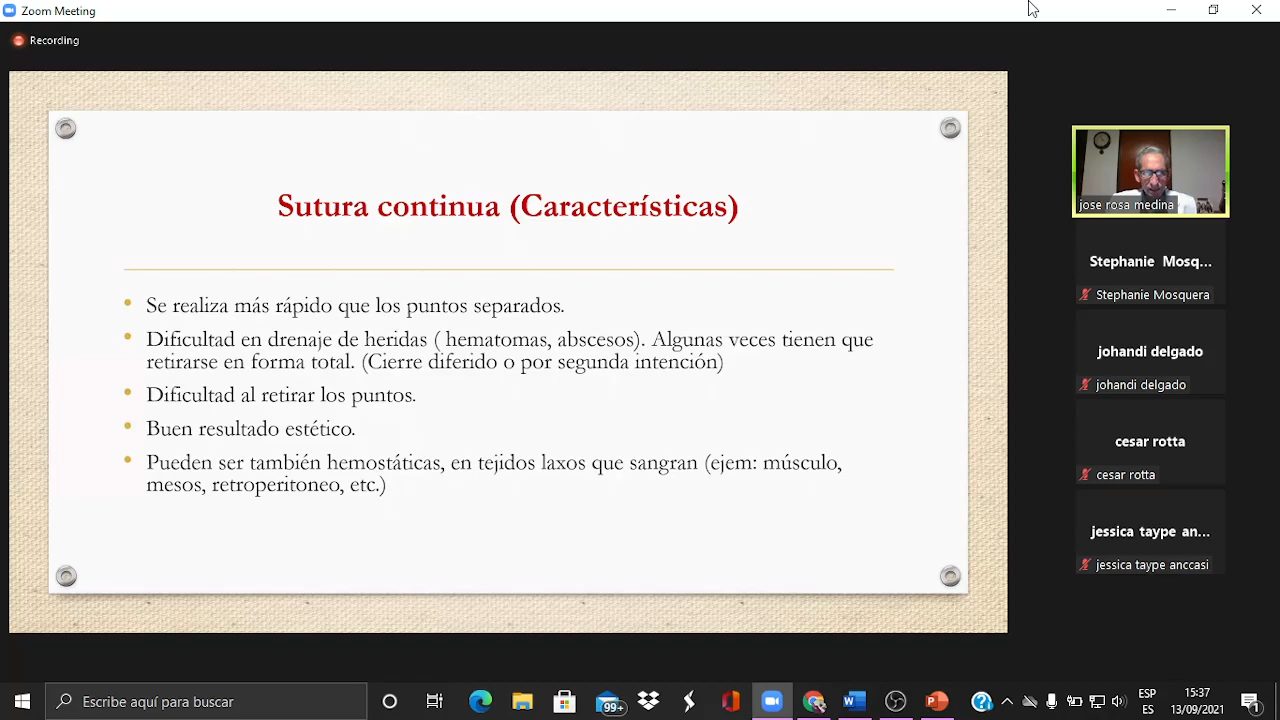 Zoom Meeting
Recording
Sutura continua (Características)
Se realiza más rápido que los puntos separados.
Dificultad en drenaje de heridas ( hematomas, abscesos). Algunas veces tienen que
retirarse en forma total. (Cierre diferido o por segunda intención)
Dificultad al retirar los puntos.
Buen resultado estético.
Pueden ser también hemostáticas, en tejidos laxos que sangran (ejem: músculo,
mesos, retroperitoneo, etc.)
jose rosa medina
Stephanie Mosq...
Stephanie Mosquera
johandi delgado
johandi delgado
cesar rotta
cesar rotta
jessica taype an...
jessica taype anccasi
Escribe aquí para buscar
99+
ESP
ES
15:37
13/09/2021
1